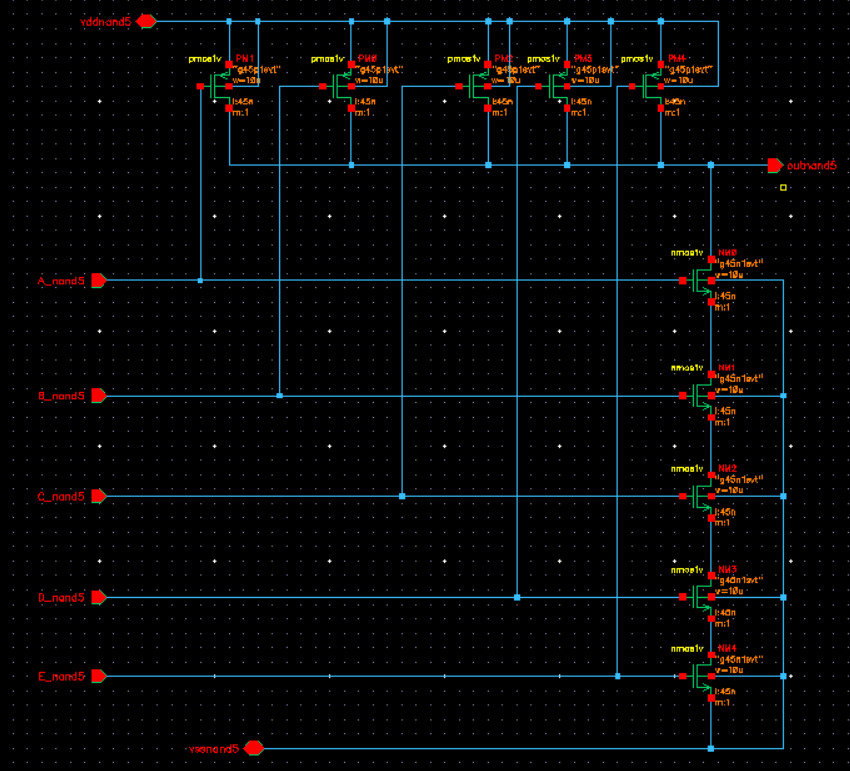 vddnand5
pmos1v PM1
"g45p1svt"
w=10u
l:45n
m:1
pmos1v PM0
"g45p1svt"
w=10u
l:45n
m:1
pmos1v PM2
"g45p1svt"
w=10u
l:45n
m:1
pmos1v PM3
"g45p1svt"
w=10u
l:45n
m:1
pmos1v PM4
"g45p1svt"
w=10u
l:45n
m:1
outnand5
nmos1v NM0
"g45n1svt"
w=10u
l:45n
m:1
A_nand5
nmos1v NM1
"g45n1svt"
w=10u
l:45n
m:1
B_nand5
nmos1v NM2
"g45n1svt"
w=10u
l:45n
m:1
C_nand5
nmos1v NM3
"g45n1svt"
w=10u
l:45n
m:1
D_nand5
nmos1v NM4
"g45n1svt"
w=10u
l:45n
m:1
E_nand5
vssnand5